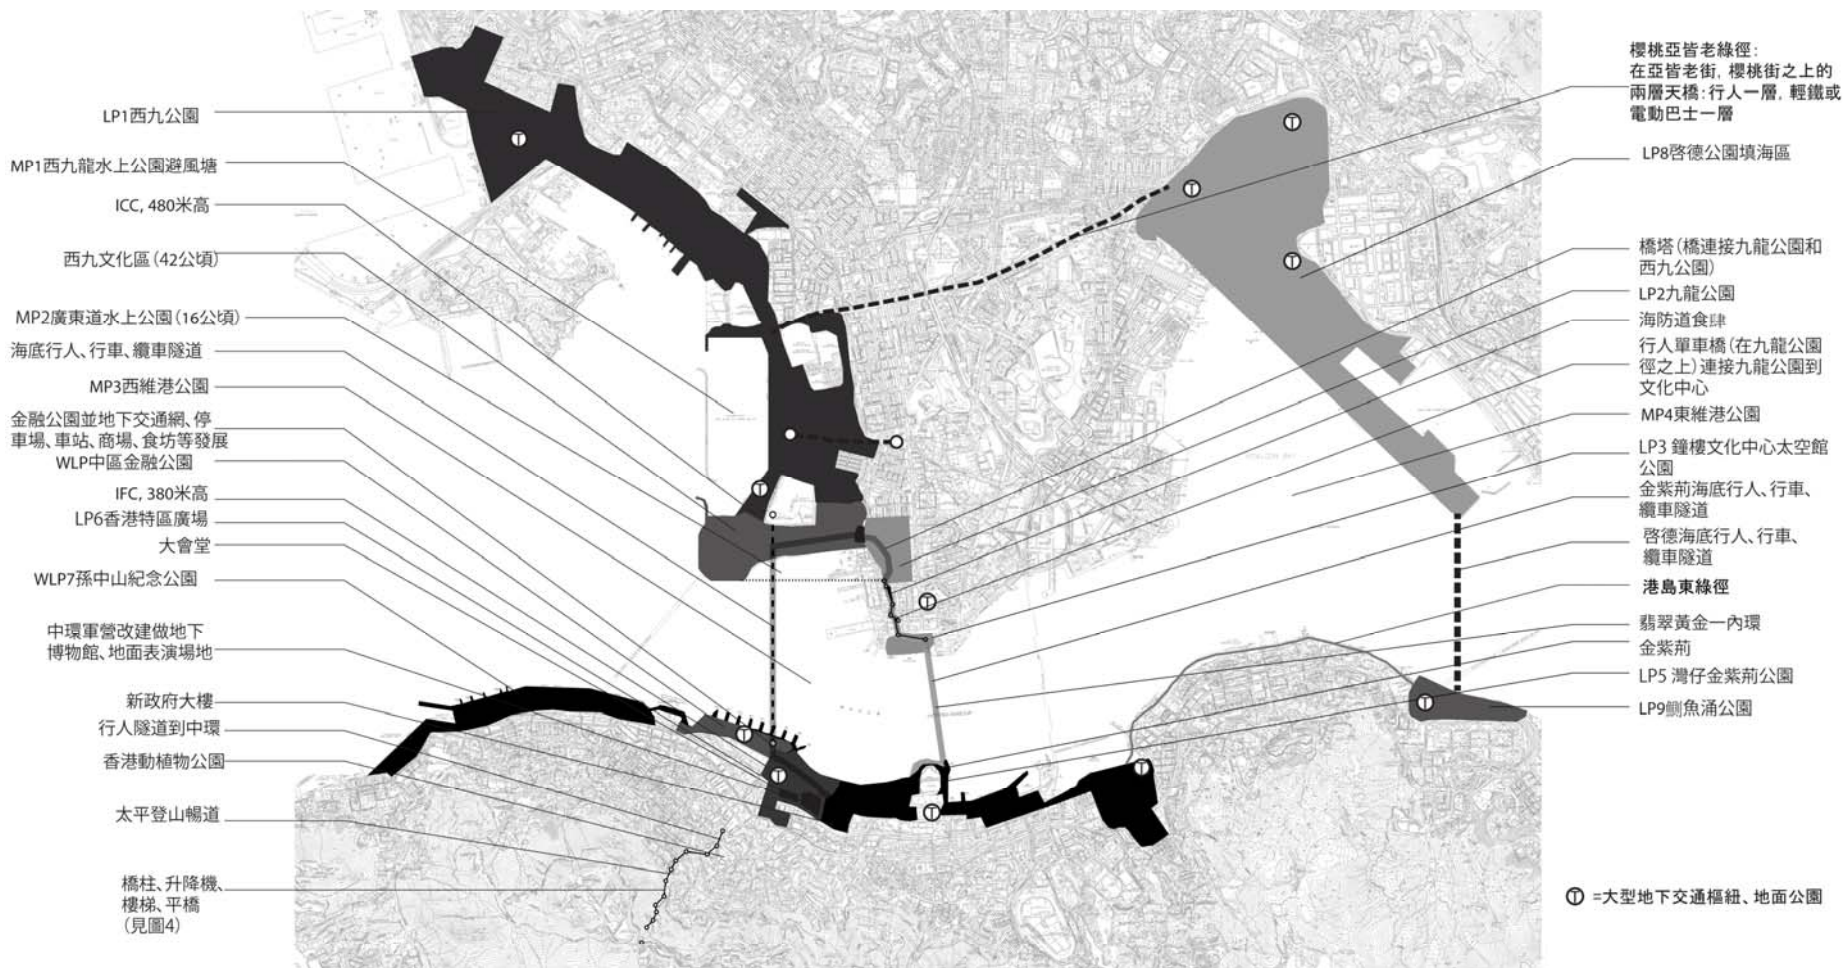 LP1西九公園
MP1西九龍水上公園避風塘
ICC, 480米高
西九文化區(42公頃)
MP2廣東道水上公園(16公頃)
海底行人、行車、纜車隧道
MP3西維港公園
金融公園並地下交通網、停
車場、車站、商場、食坊等發展
WLP中區金融公園
IFC, 380米高
LP6香港特區廣場
大會堂
WLP7孫中山紀念公園
中環軍營改建做地下
博物館、地面表演場地
新政府大樓
行人隧道到中環
香港動植物公園
太平登山暢道
橋柱、升降機、
樓梯、平橋
(見圖4)
櫻桃亞皆老綠徑:
在亞皆老街, 櫻桃街之上的
兩層天橋:行人一層, 輕鐵或
電動巴士一層
LP8啓德公園填海區
橋塔(橋連接九龍公園和
西九公園)
LP2九龍公園
海防道食肆
行人單車橋(在九龍公園
徑之上)連接九龍公園到
文化中心
MP4東維港公園
LP3 鐘樓文化中心太空館
公園
金紫荊海底行人、行車、
纜車隧道
啓德海底行人、行車、
纜車隧道
港島東綠徑
翡翠黃金一內環
金紫荊
LP5 灣仔金紫荊公園
LP9鰂魚涌公園
Ⓣ =大型地下交通樞紐、地面公園